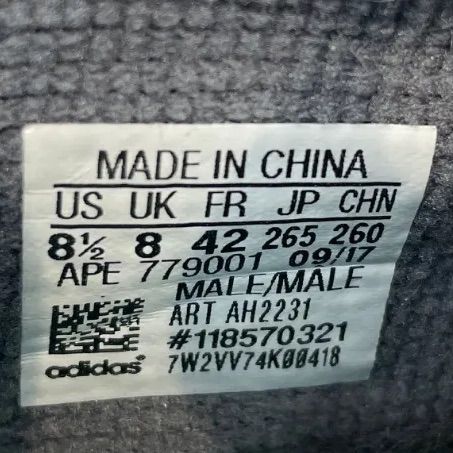 MADE IN CHINA
US UK FR JP CHN
8½ 8 42 265 260
APE 779001 09/17
MALE/MALE
ART AH2231
#118570321
adidas® 7W2VV74K00418